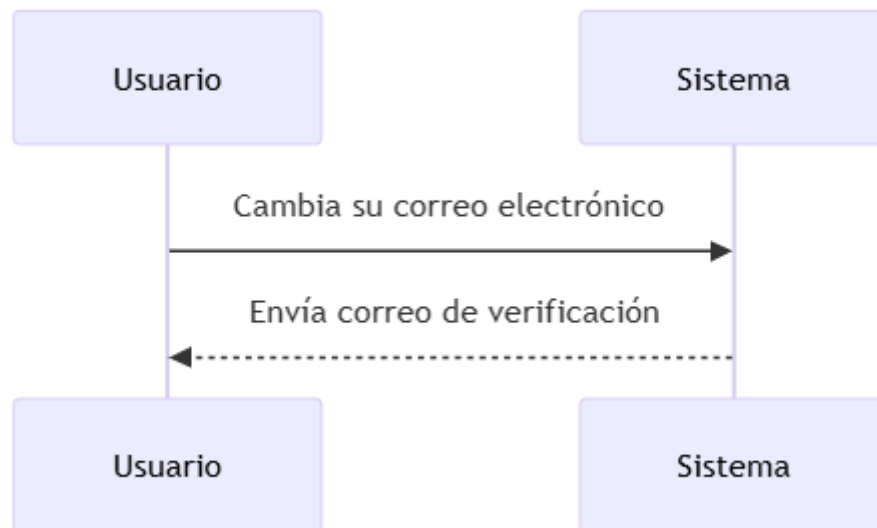 Usuario
Sistema
Cambia su correo electrónico
Envía correo de verificación
Usuario
Sistema